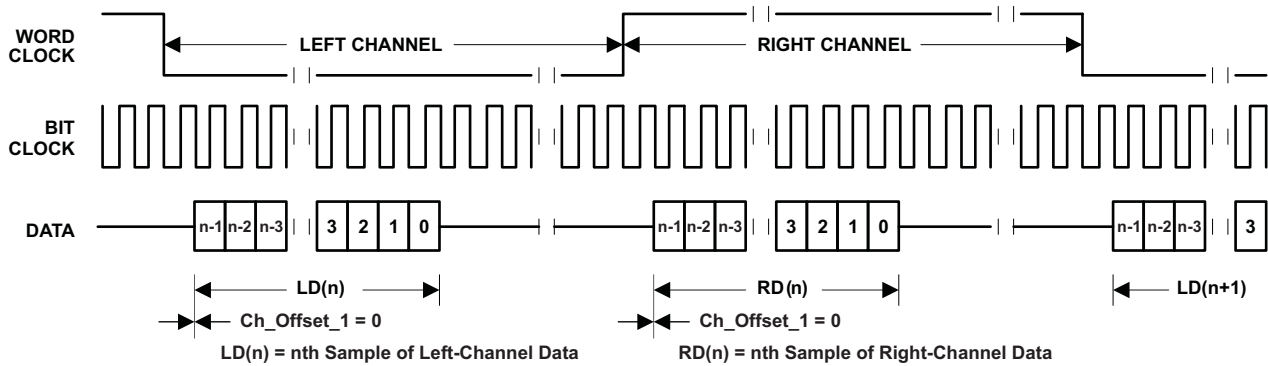 WORD
CLOCK
LEFT CHANNEL
RIGHT CHANNEL
BIT
CLOCK
DATA
n-1 n-2 n-3 3 2 1 0 n-1 n-2 n-3 3 2 1 0 n-1 n-2 n-3 3
LD(n) RD(n) LD(n+1)
Ch_Offset_1 = 0 Ch_Offset_1 = 0
LD(n) = nth Sample of Left-Channel Data RD(n) = nth Sample of Right-Channel Data